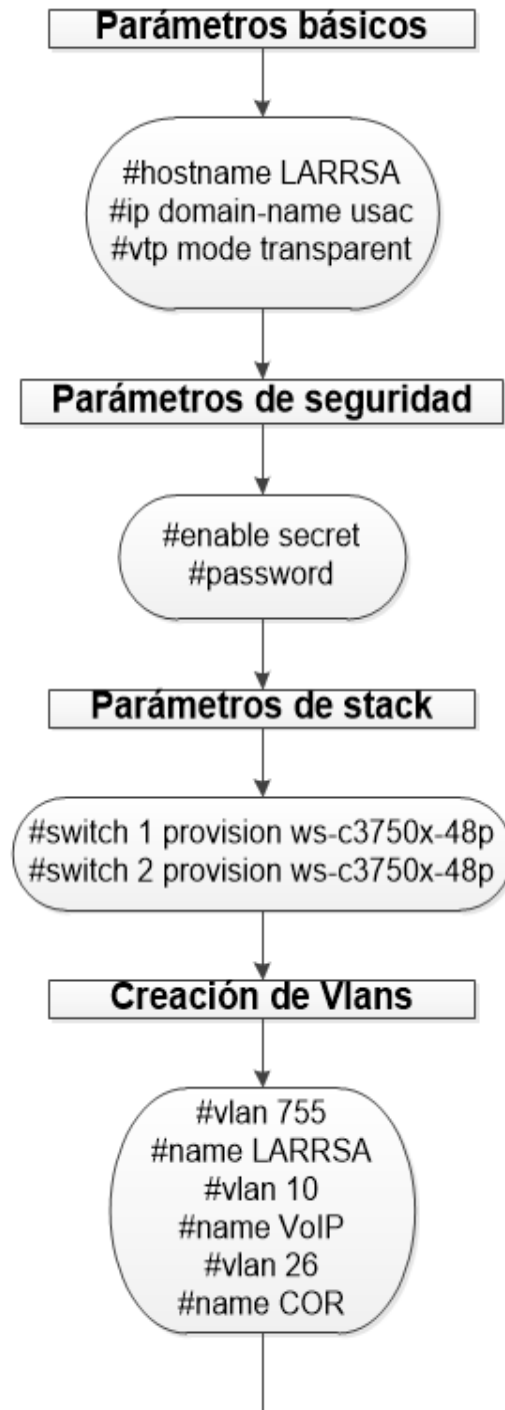 Parámetros básicos
#hostname LARRSA
#ip domain-name usac
#vtp mode transparent
Parámetros de seguridad
#enable secret
#password
Parámetros de stack
#switch 1 provision ws-c3750x-48p
#switch 2 provision ws-c3750x-48p
Creación de Vlans
#vlan 755
#name LARRSA
#vlan 10
#name VoIP
#vlan 26
#name COR